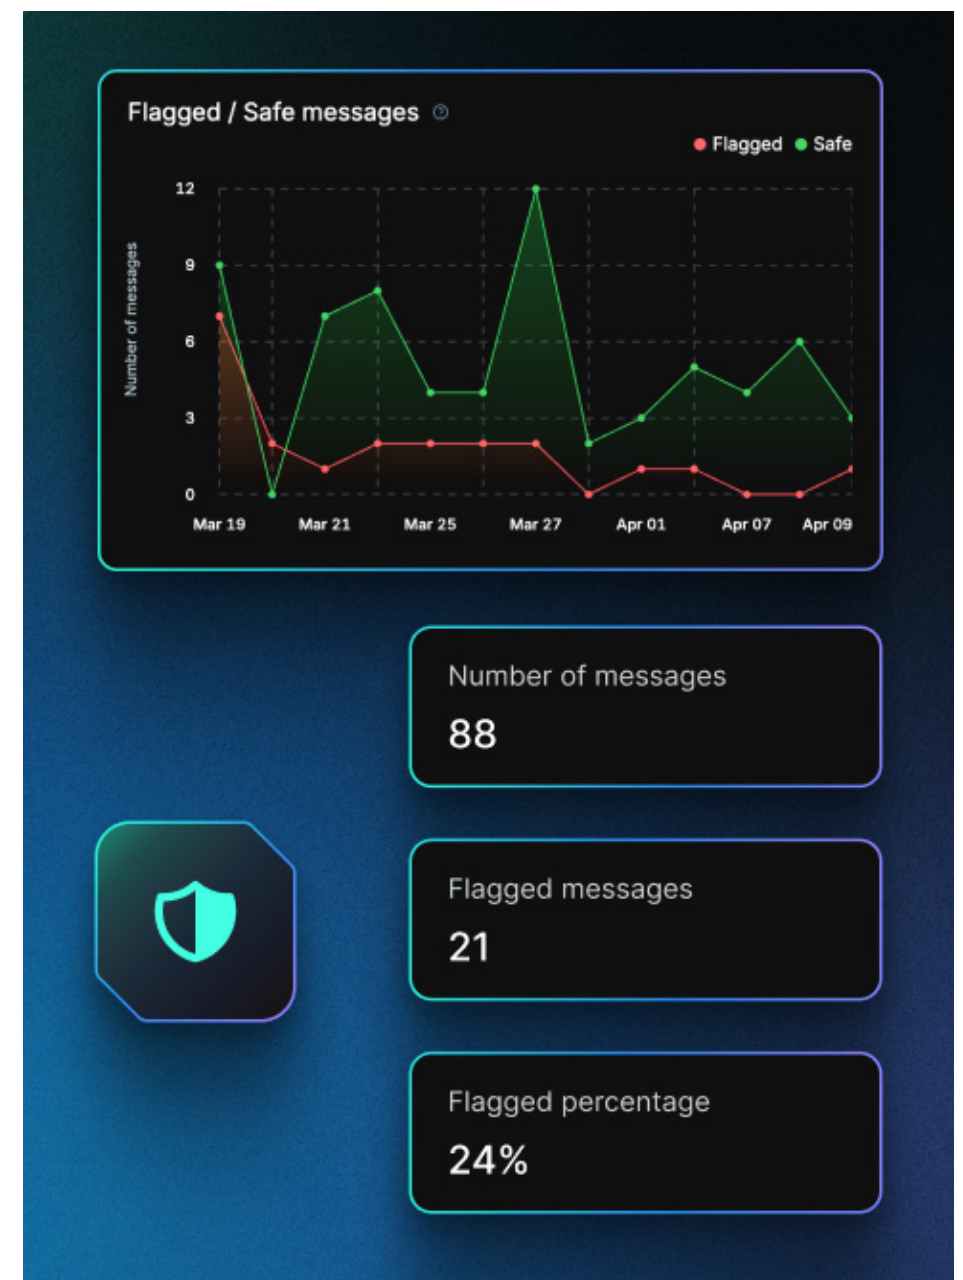 Flagged / Safe messages
Flagged Safe
Number of messages
12
9
6
3
0
Mar 19 Mar 21 Mar 25 Mar 27 Apr 01 Apr 07 Apr 09
Number of messages
88
Flagged messages
21
Flagged percentage
24%